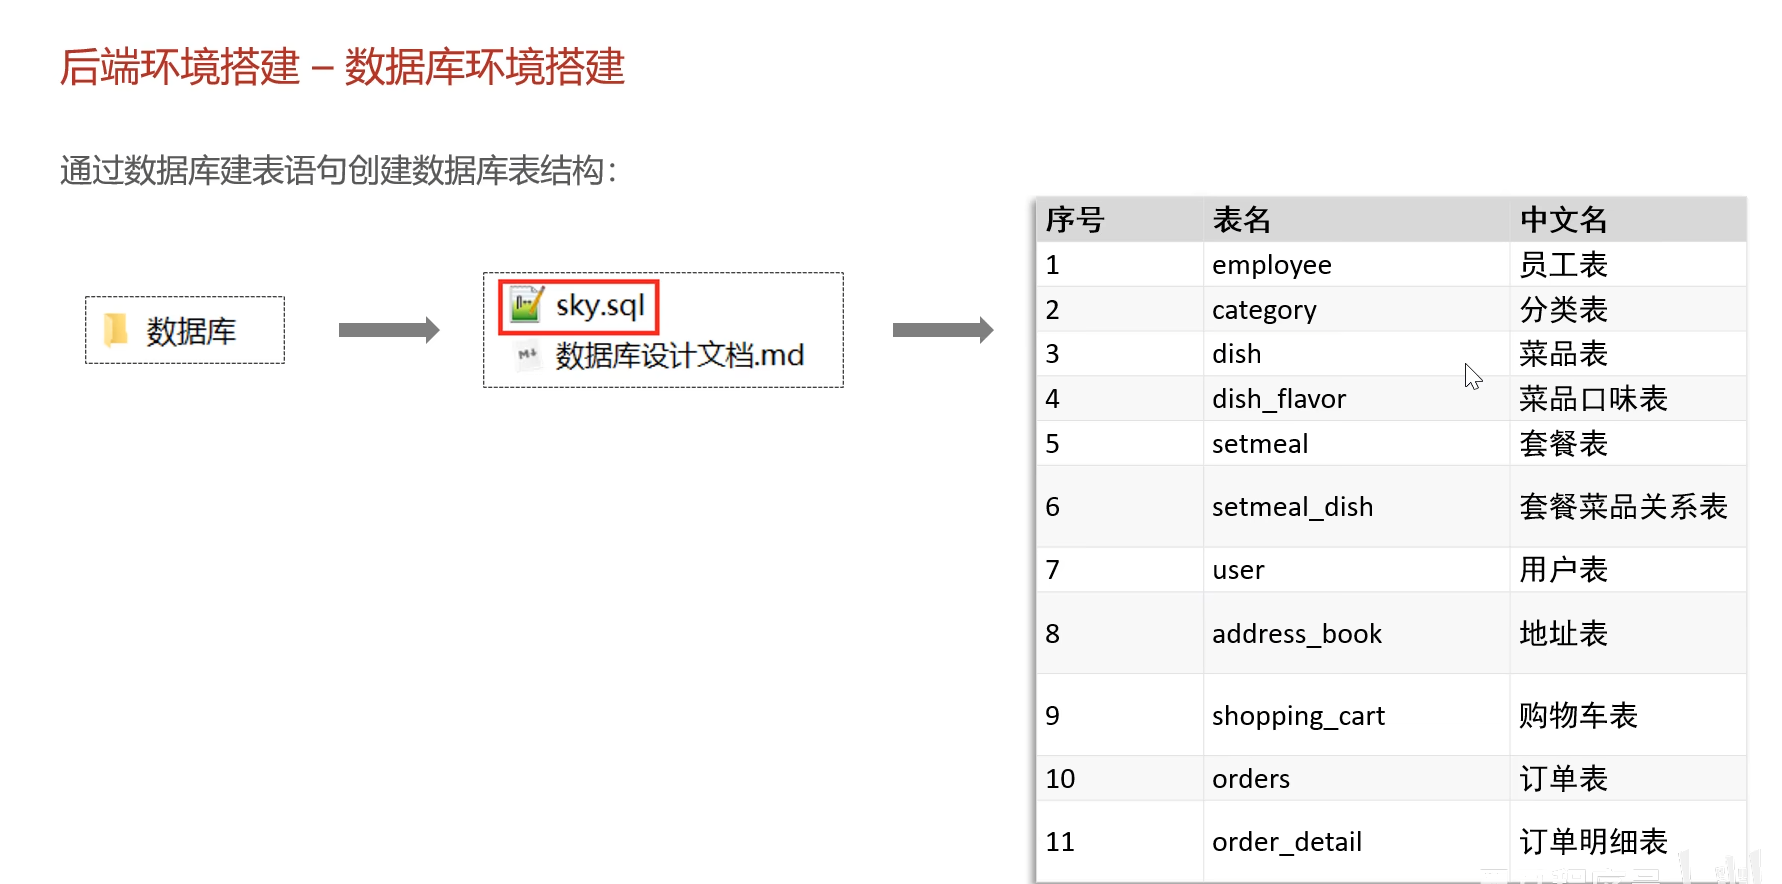 后端环境搭建 – 数据库环境搭建
通过数据库建表语句创建数据库表结构：
数据库
sky.sql
数据库设计文档.md
序号 表名 中文名
1 employee 员工表
2 category 分类表
3 dish 菜品表
4 dish_flavor 菜品口味表
5 setmeal 套餐表
6 setmeal_dish 套餐菜品关系表
7 user 用户表
8 address_book 地址表
9 shopping_cart 购物车表
10 orders 订单表
11 order_detail 订单明细表